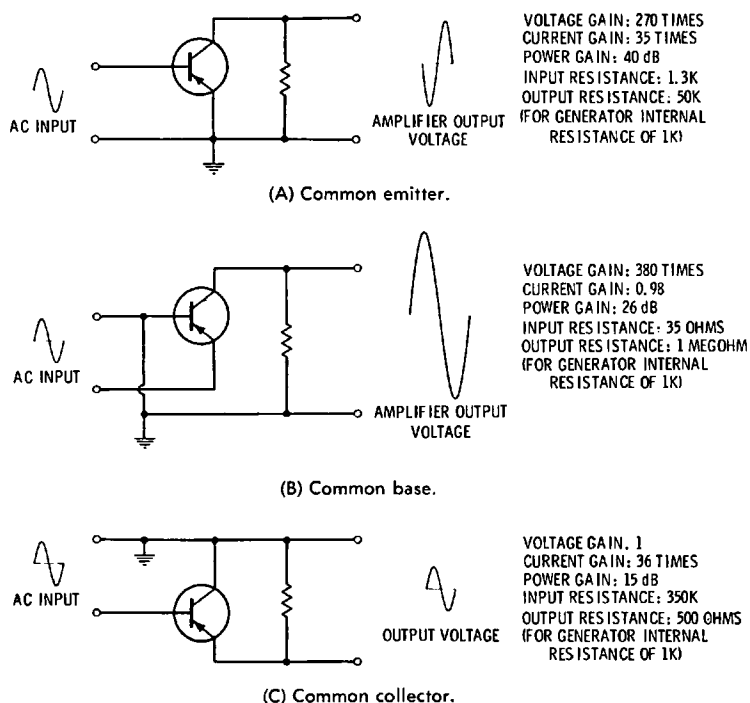 VOLTAGE GAIN: 270 TIMES
CURRENT GAIN: 35 TIMES
POWER GAIN: 40 dB
INPUT RESISTANCE: 1.3K
OUTPUT RESISTANCE: 50K
(FOR GENERATOR INTERNAL
RESISTANCE OF 1K)
AC INPUT
AMPLIFIER OUTPUT
VOLTAGE
(A) Common emitter.
VOLTAGE GAIN: 380 TIMES
CURRENT GAIN: 0.98
POWER GAIN: 26 dB
INPUT RESISTANCE: 35 OHMS
OUTPUT RESISTANCE: 1 MEGOHM
(FOR GENERATOR INTERNAL
RESISTANCE OF 1K)
AC INPUT
AMPLIFIER OUTPUT
VOLTAGE
(B) Common base.
VOLTAGE GAIN. 1
CURRENT GAIN: 36 TIMES
POWER GAIN: 15 dB
INPUT RESISTANCE: 350K
OUTPUT RESISTANCE: 500 OHMS
(FOR GENERATOR INTERNAL
RESISTANCE OF 1K)
AC INPUT
OUTPUT VOLTAGE
(C) Common collector.